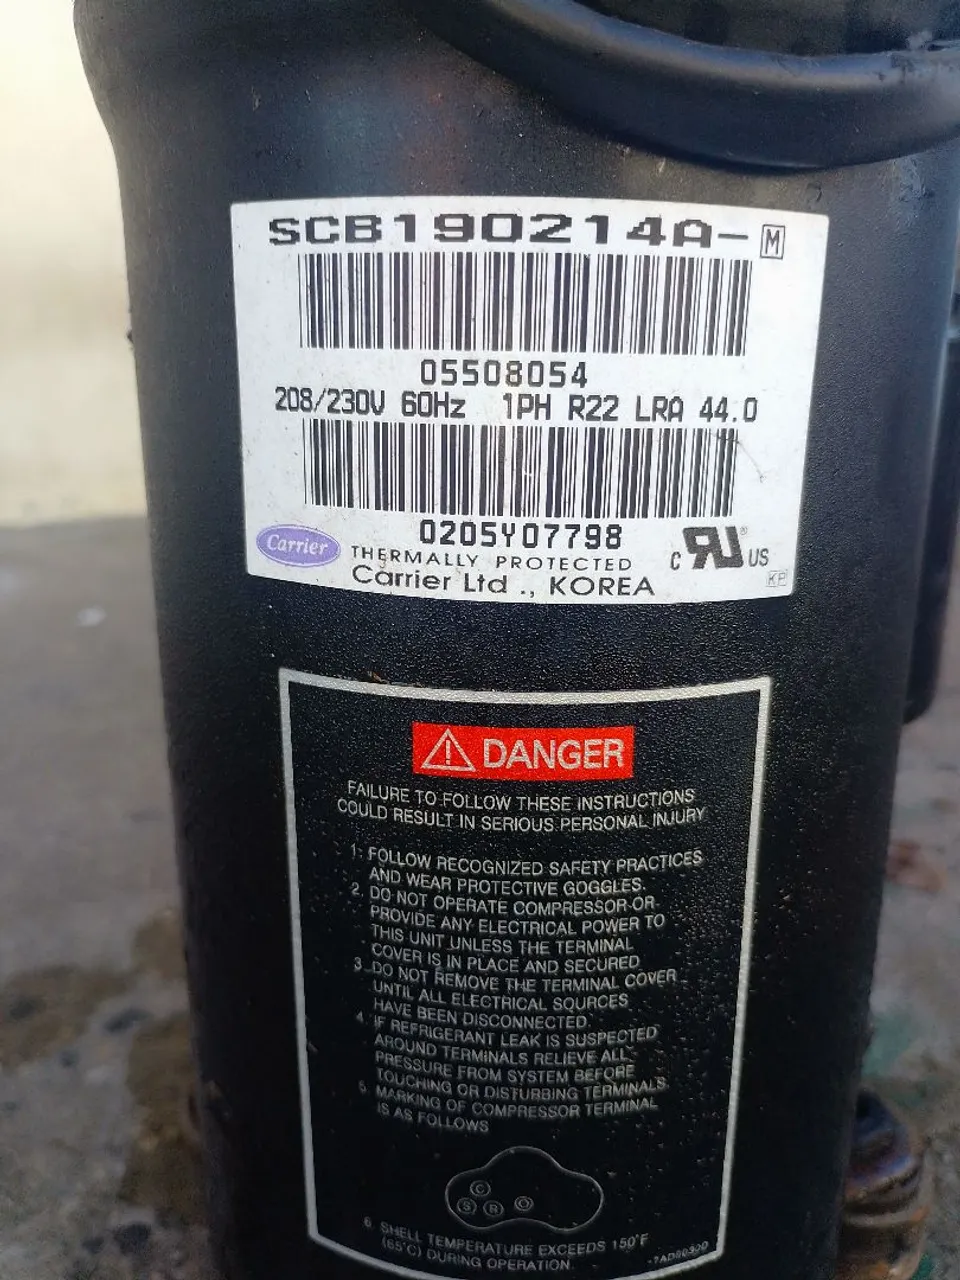 SCB190214A- M
05508054
208/230V 60Hz 1PH R22 LRA 44.0
0205Y07798
Carrier
THERMALLY PROTECTED
Carrier Ltd ., KOREA
C RU ® US
KP
DANGER
FAILURE TO FOLLOW THESE INSTRUCTIONS
COULD RESULT IN SERIOUS PERSONAL INJURY
1. FOLLOW RECOGNIZED SAFETY PRACTICES
AND WEAR PROTECTIVE GOGGLES.
2. DO NOT OPERATE COMPRESSOR OR
PROVIDE ANY ELECTRICAL POWER TO
THIS UNIT UNLESS THE TERMINAL
COVER IS IN PLACE AND SECURED
3. DO NOT REMOVE THE TERMINAL COVER
UNTIL ALL ELECTRICAL SOURCES
HAVE BEEN DISCONNECTED.
4. IF REFRIGERANT LEAK IS SUSPECTED
AROUND TERMINALS RELIEVE ALL
PRESSURE FROM SYSTEM BEFORE
TOUCHING OR DISTURBING TERMINALS.
5. MARKING OF COMPRESSOR TERMINAL
IS AS FOLLOWS
C
S R
6. SHELL TEMPERATURE EXCEEDS 150°F
(65°C) DURING OPERATION.